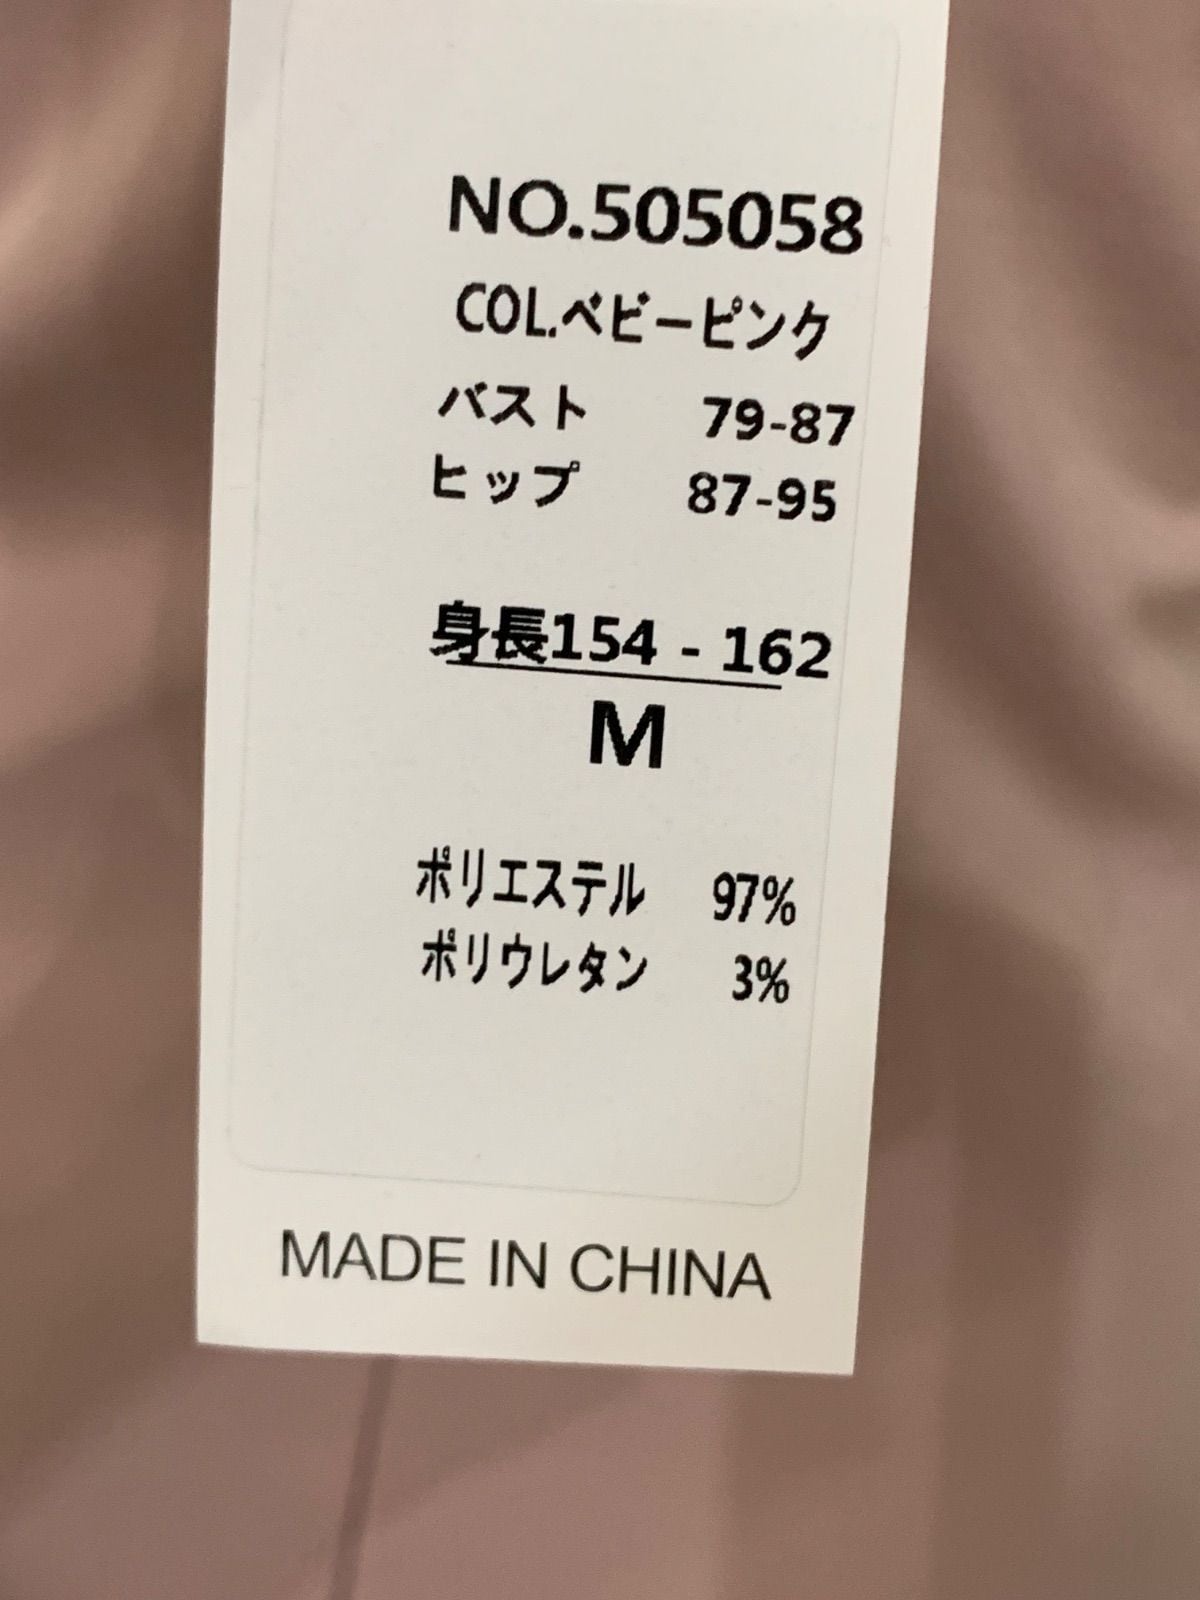 NO.505058
COL.ベビーピンク
バスト 79-87
ヒップ 87-95
身長154 - 162
M
ポリエステル 97%
ポリウレタン 3%
MADE IN CHINA